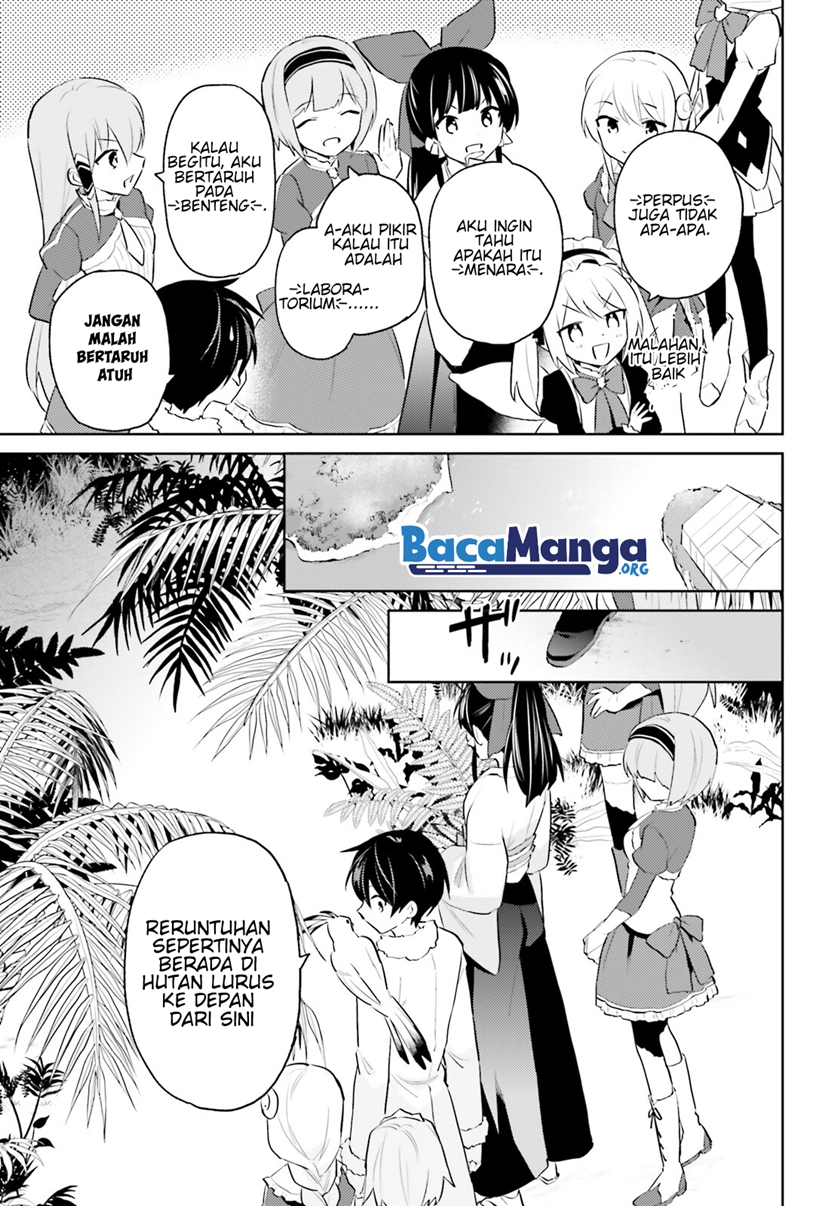 ->PERPUS<-
JUGA TIDAK
APA-APA.
MALAHAN,
ITU LEBIH
BAIK
AKU INGIN
TAHU
APAKAH ITU
->MENARA<-.
A-AKU PIKIR
KALAU ITU
ADALAH
->LABORA-
TORIUM<-......
KALAU
BEGITU, AKU
BERTARUH
PADA
->BENTENG<-.
JANGAN
MALAH
BERTARUH
ATUH
BacaManga
.ORG
ザッ
RERUNTUHAN
SEPERTINYA
BERADA DI
HUTAN LURUS
KE DEPAN
DARI SINI